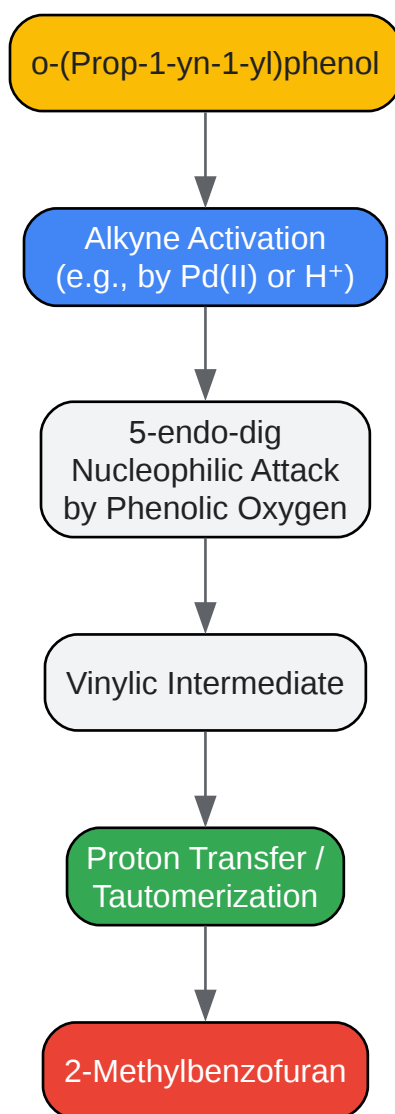 o-(Prop-1-yn-1-yl)phenol
Alkyne Activation
(e.g., by Pd(II) or H⁺)
5-endo-dig
Nucleophilic Attack
by Phenolic Oxygen
Vinylic Intermediate
Proton Transfer /
Tautomerization
2-Methylbenzofuran